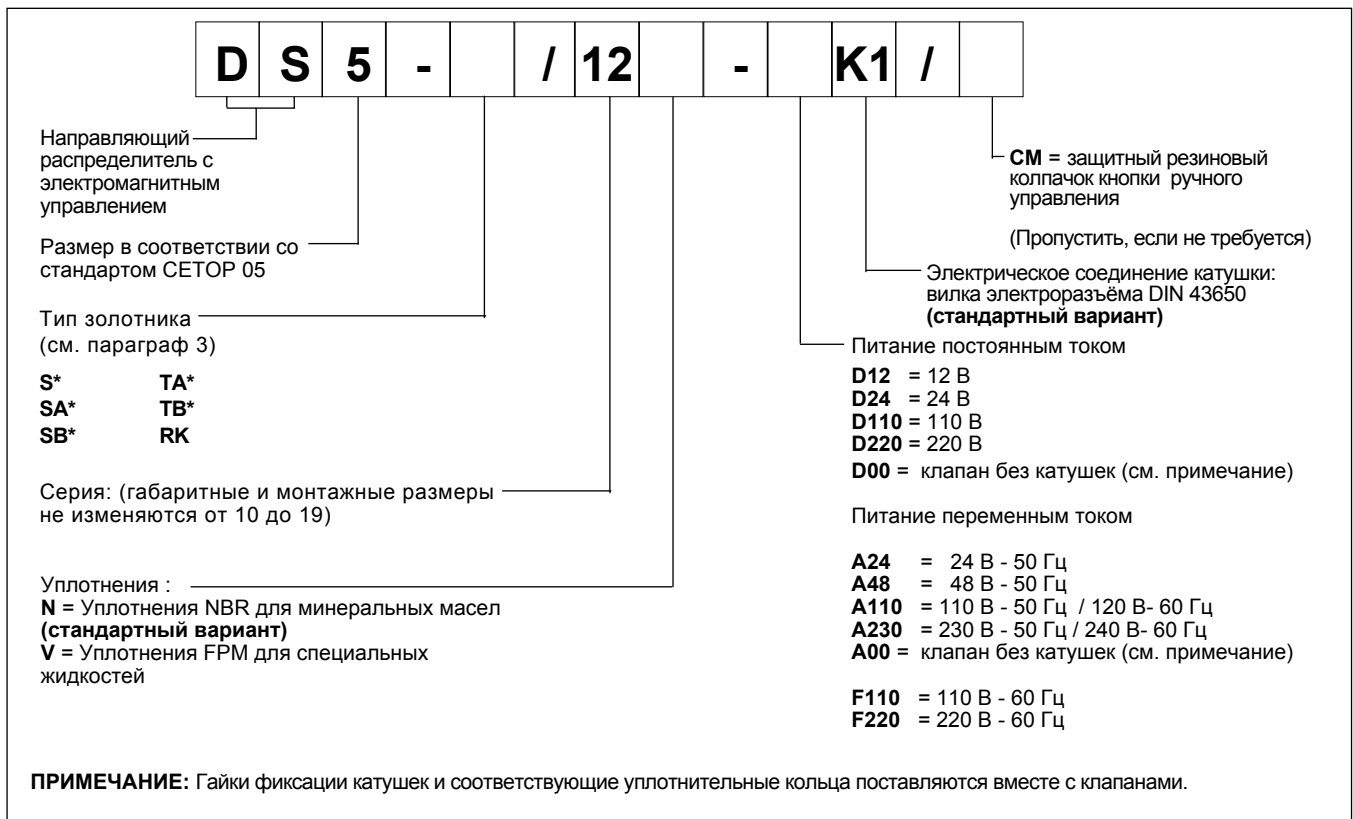 D S 5 - / 12 - K1 /
Направляющий
распределитель с
электромагнитным
управлением
Размер в соответствии со
стандартом CETOP 05
Тип золотника
(см. параграф 3)
S* TA*
SA* TB*
SB* RK
Серия: (габаритные и монтажные размеры
не изменяются от 10 до 19)
Уплотнения :
N = Уплотнения NBR для минеральных масел
(стандартный вариант)
V = Уплотнения FPM для специальных
жидкостей
CM = защитный резиновый
колпачок кнопки ручного
управления
(Пропустить, если не требуется)
Электрическое соединение катушки:
вилка электроразъёма DIN 43650
(стандартный вариант)
Питание постоянным током
D12 = 12 В
D24 = 24 В
D110 = 110 В
D220 = 220 В
D00 = клапан без катушек (см. примечание)
Питание переменным током
A24 = 24 В - 50 Гц
A48 = 48 В - 50 Гц
A110 = 110 В - 50 Гц / 120 В- 60 Гц
A230 = 230 В - 50 Гц / 240 В- 60 Гц
A00 = клапан без катушек (см. примечание)
F110 = 110 В - 60 Гц
F220 = 220 В - 60 Гц
ПРИМЕЧАНИЕ: Гайки фиксации катушек и соответствующие уплотнительные кольца поставляются вместе с клапанами.